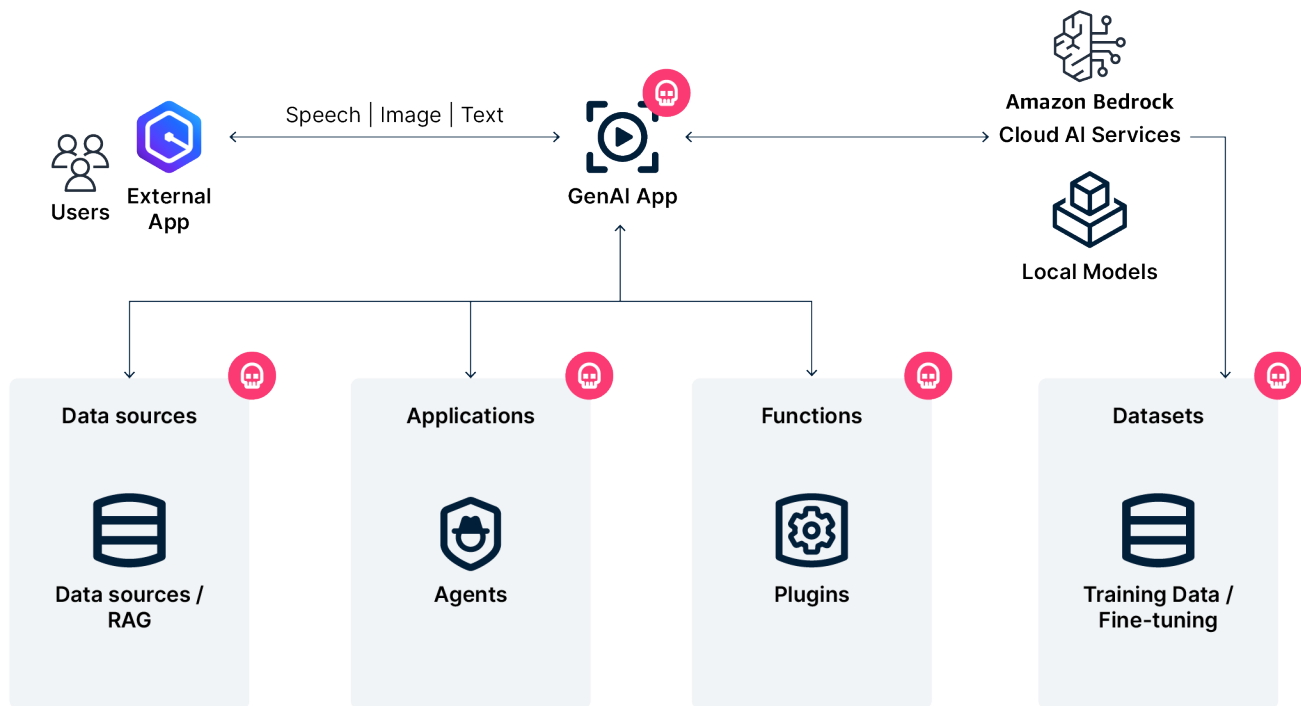 Speech | Image | Text
Users
External
App
GenAI App
Amazon Bedrock
Cloud AI Services
Local Models
Data sources
Data sources /
RAG
Applications
Agents
Functions
Plugins
Datasets
Training Data /
Fine-tuning